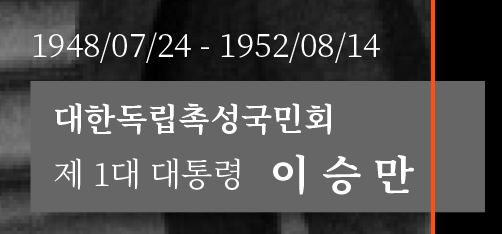 1948/07/24 - 1952/08/14
대한독립촉성국민회
제 1대 대통령 이 승 만